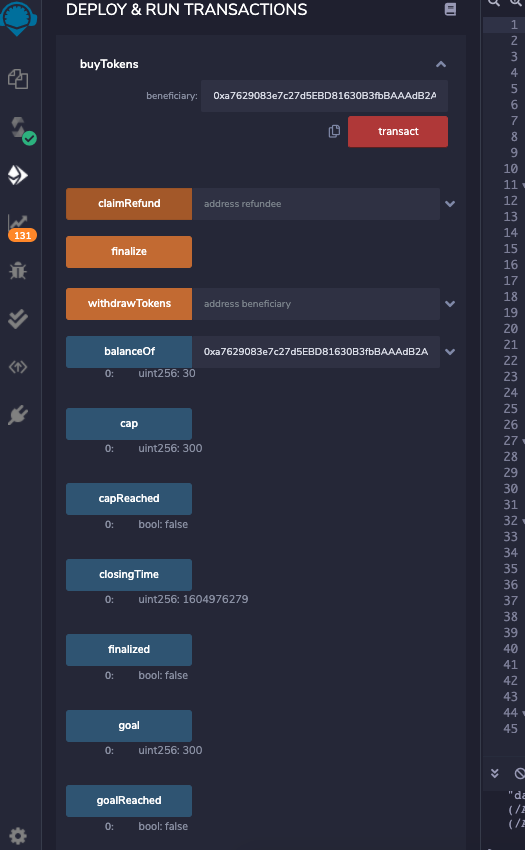 DEPLOY & RUN TRANSACTIONS
buyTokens
beneficiary: 0xa7629083e7c27d5EBD81630B3fbBAAAdB2A
transact
claimRefund address refundee
finalize
131
withdrawTokens address beneficiary
balanceOf 0xa7629083e7c27d5EBD81630B3fbBAAAdB2A
0: uint256: 30
cap
0: uint256: 300
capReached
0: bool: false
closingTime
0: uint256: 1604976279
finalized
0: bool: false
goal
0: uint256: 300
goalReached
0: bool: false
1
2
3
4
5
6
7
8
9
10
11
12
13
14
15
16
17
18
19
20
21
22
23
24
25
26
27
28
29
30
31
32
33
34
35
36
37
38
39
40
41
42
43
44
45
"da
(/
(/